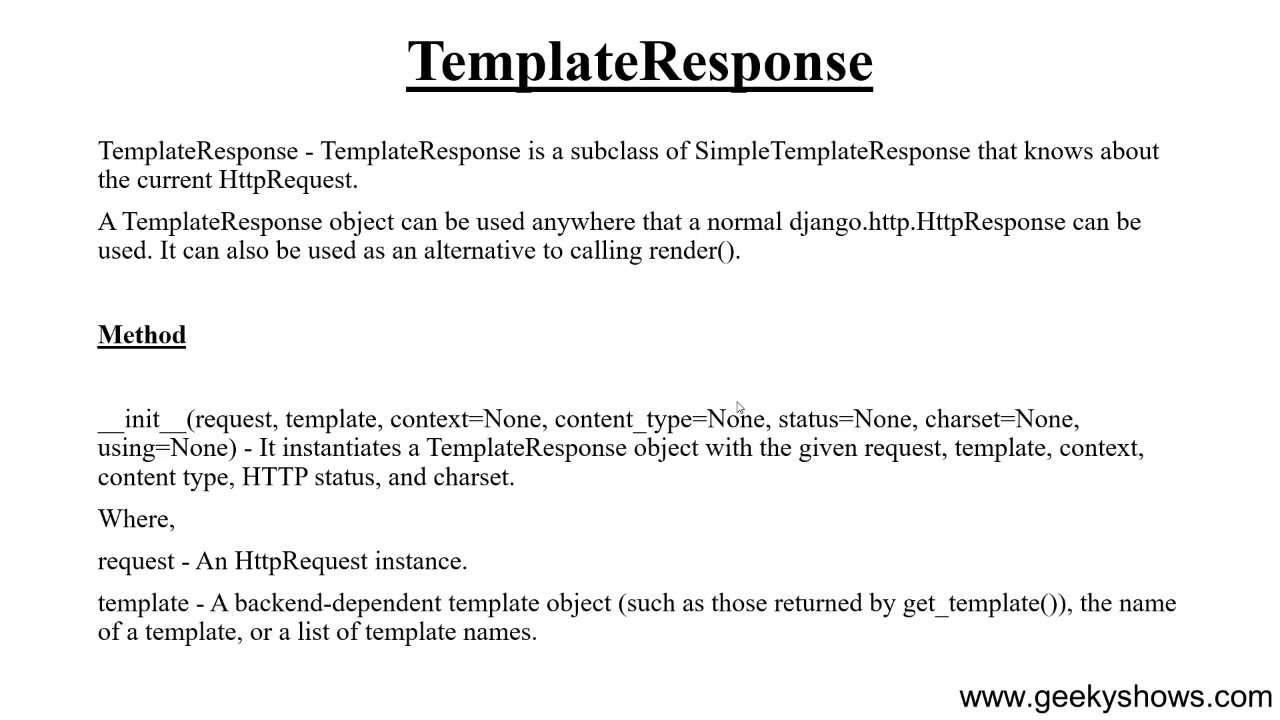 TemplateResponse
TemplateResponse - TemplateResponse is a subclass of SimpleTemplateResponse that knows about
the current HttpRequest.
A TemplateResponse object can be used anywhere that a normal django.http.HttpResponse can be
used. It can also be used as an alternative to calling render().
Method
__init__(request, template, context=None, content_type=None, status=None, charset=None,
using=None) - It instantiates a TemplateResponse object with the given request, template, context,
content type, HTTP status, and charset.
Where,
request - An HttpRequest instance.
template - A backend-dependent template object (such as those returned by get_template()), the name
of a template, or a list of template names.
www.geekyshows.com